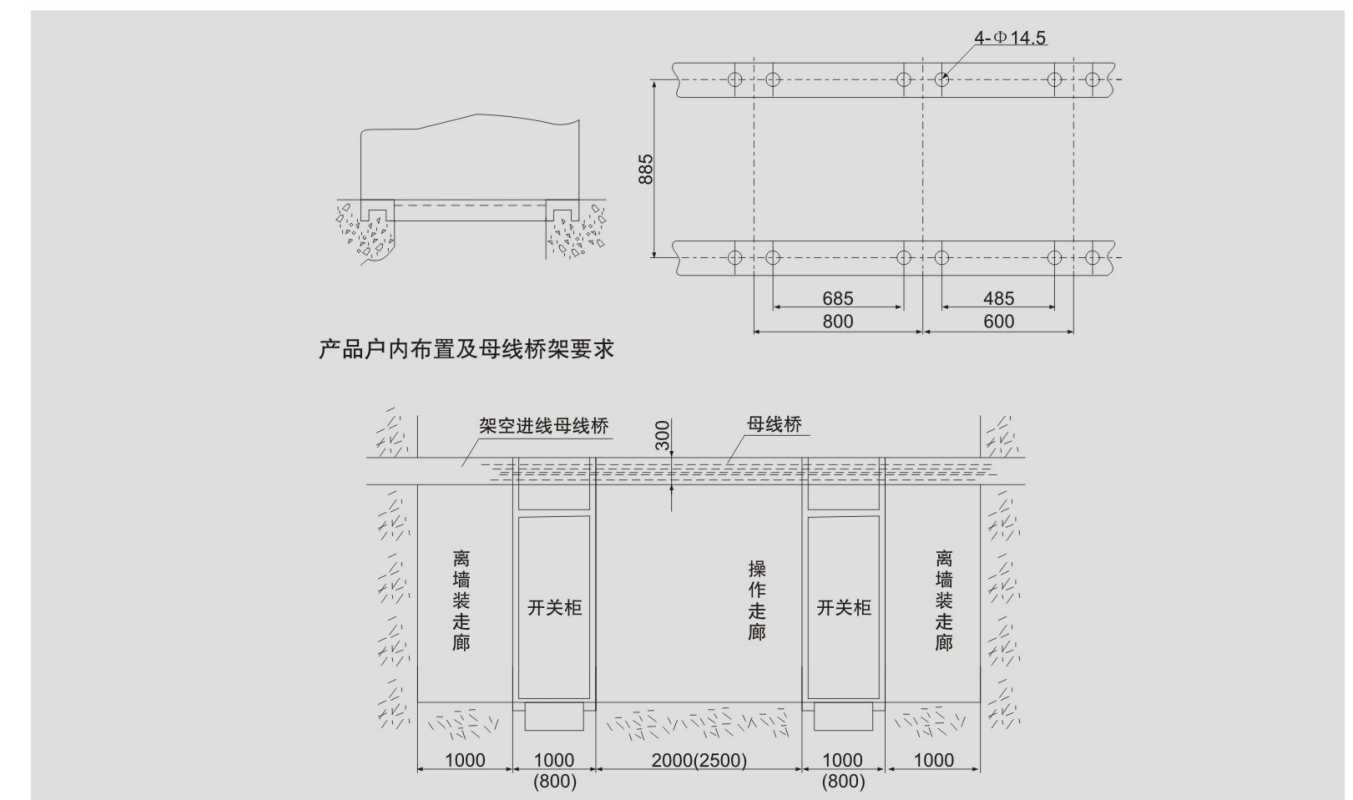 4-Φ14.5
885
685
485
800
600
产品户内布置及母线桥架要求
架空进线母线桥
300
母线桥
离墙装走廊
开关柜
操作走廊
开关柜
离墙装走廊
1000
1000
(800)
2000(2500)
1000
(800)
1000